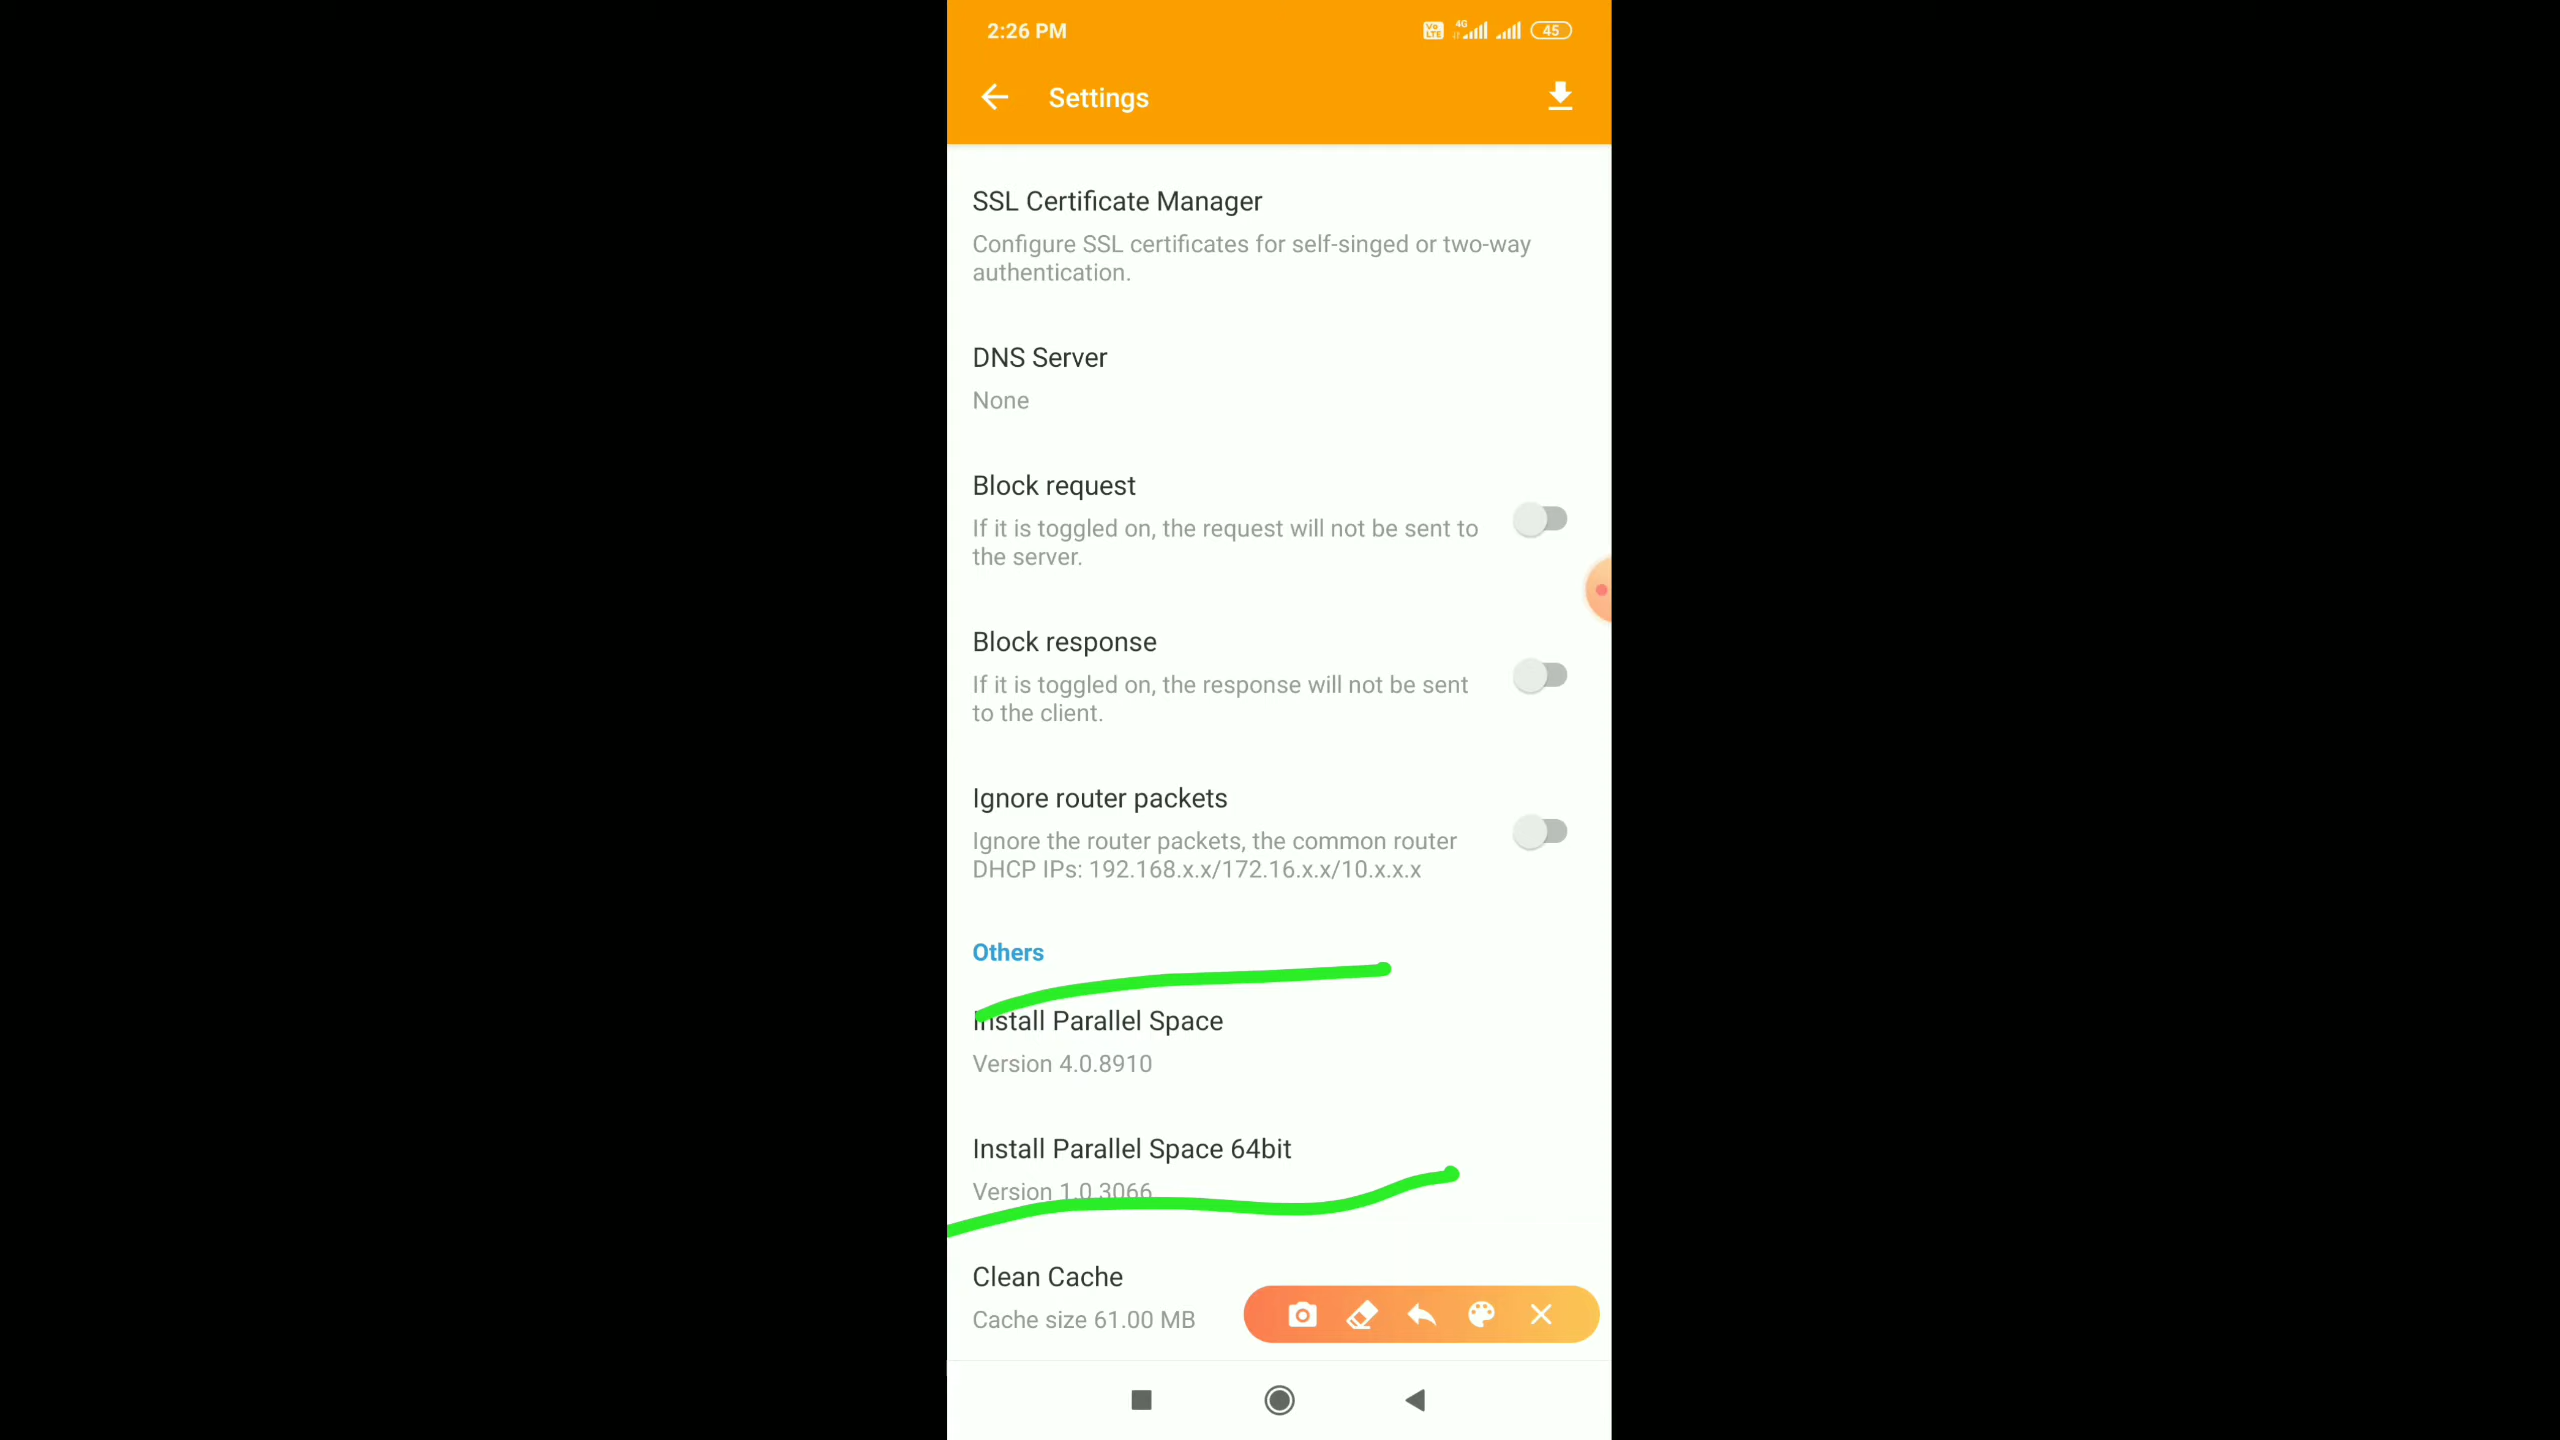 2:26 PM
Vo LTE 4G 45
Settings
SSL Certificate Manager
Configure SSL certificates for self-singed or two-way
authentication.
DNS Server
None
Block request
If it is toggled on, the request will not be sent to
the server.
Block response
If it is toggled on, the response will not be sent
to the client.
Ignore router packets
Ignore the router packets, the common router
DHCP IPs: 192.168.x.x/172.16.x.x/10.x.x.x
Others
Install Parallel Space
Version 4.0.8910
Install Parallel Space 64bit
Version 1.0.3066
Clean Cache
Cache size 61.00 MB